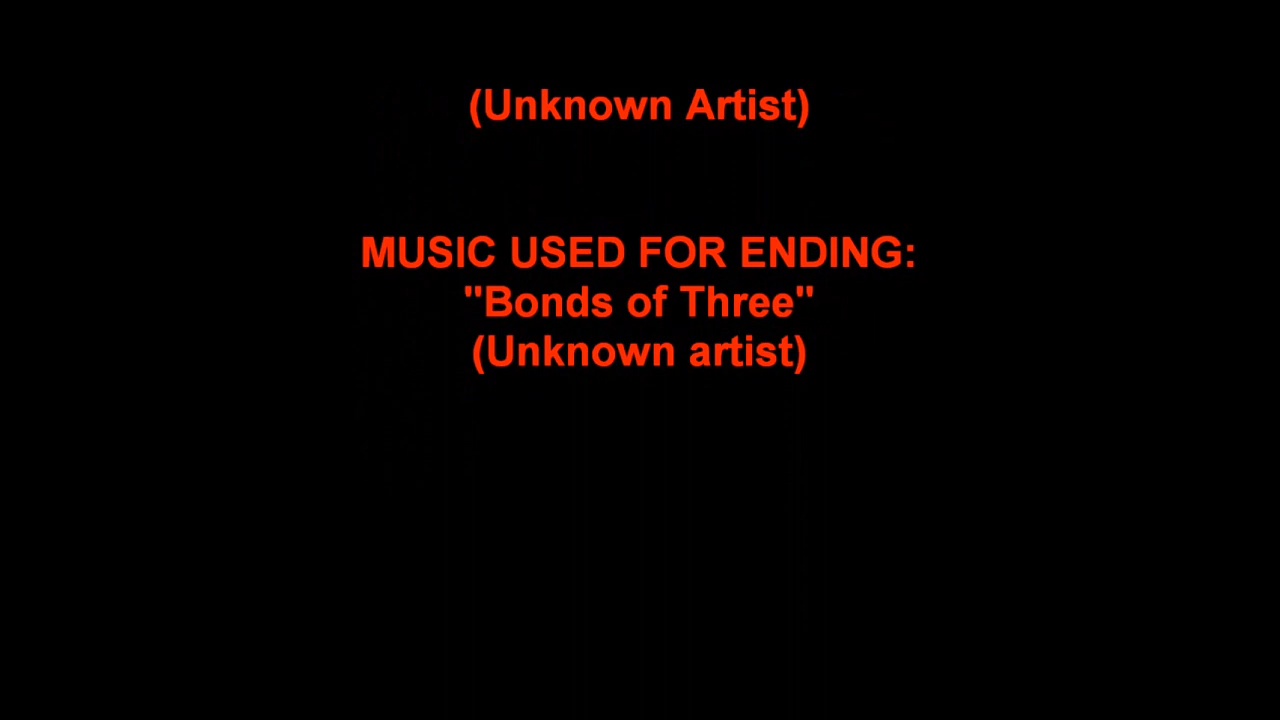 (Unknown Artist)
MUSIC USED FOR ENDING:
"Bonds of Three"
(Unknown artist)